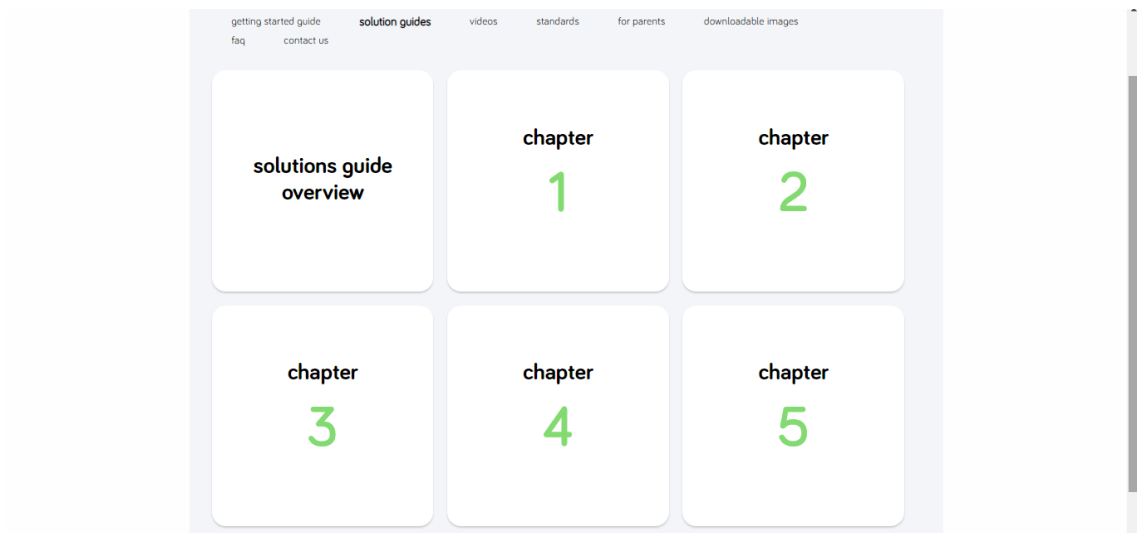 getting started guide solution guides videos standards for parents downloadable images
faq contact us
solutions guide
overview
chapter
1
chapter
2
chapter
3
chapter
4
chapter
5